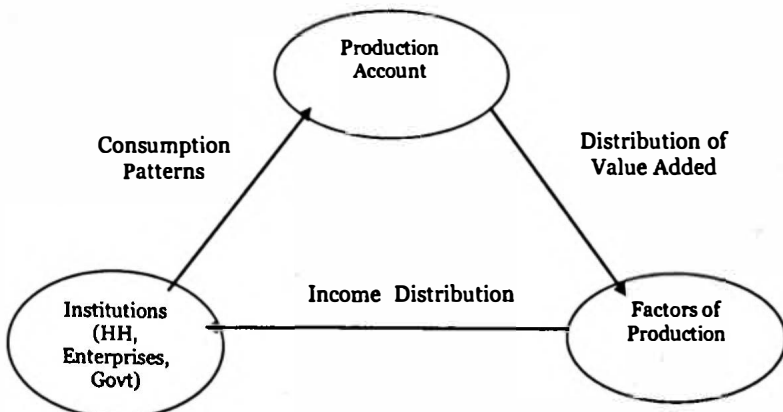 Production
Account
Consumption
Patterns
Distribution of
Value Added
Income Distribution
Institutions
(HH,
Enterprises,
Govt)
Factors of
Production